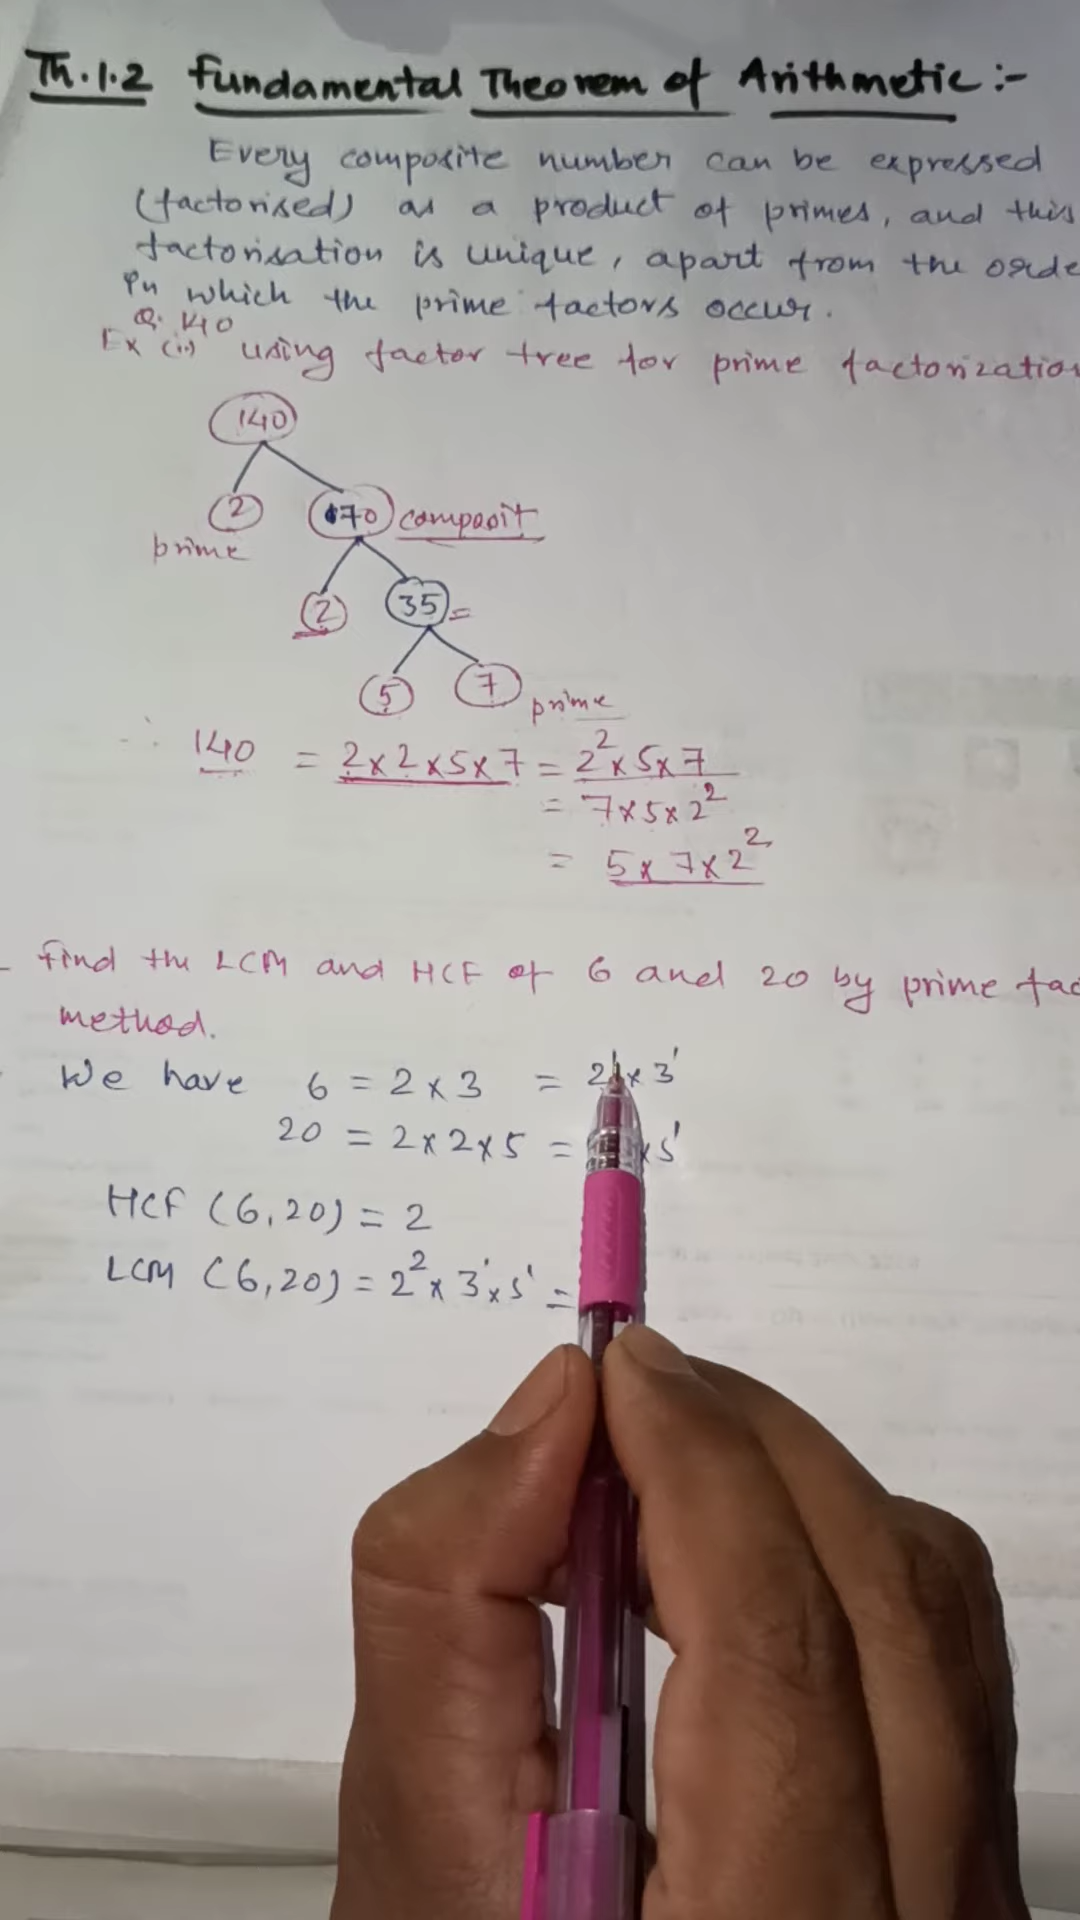 Th.1.2 Fundamental Theorem of Arithmetic :-
Every composite number can be expressed
(factorised) as a product of primes, and this
factorisation is unique, apart from the orde
in which the prime factors occur.
Q. 140
Ex (i) using factor tree for prime factorization
140
2 70 composit
prime
2 35 =
5 7 prime
∴ 140 = 2×2×5×7 = 2²×5×7
= 7×5×2²
= 5×7×2²
Find the LCM and HCF of 6 and 20 by prime fac
method.
We have 6 = 2×3 = 2¹×3¹
20 = 2×2×5 = ×5¹
HCF (6,20) = 2
LCM (6,20) = 2²×3¹×5¹ =